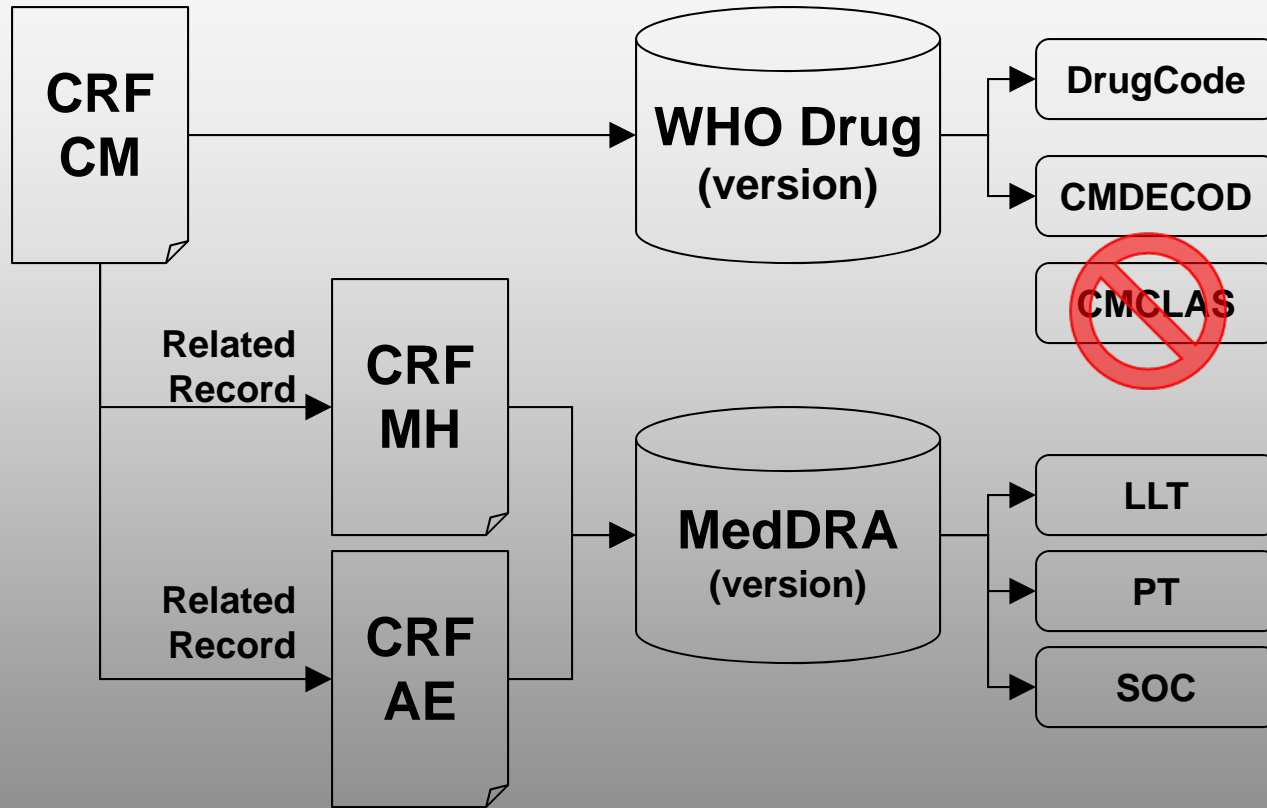 CRF
CM
WHO Drug
(version)
DrugCode
CMDECOD
CMCLAS
Related
Record
CRF
MH
MedDRA
(version)
LLT
PT
SOC
Related
Record
CRF
AE